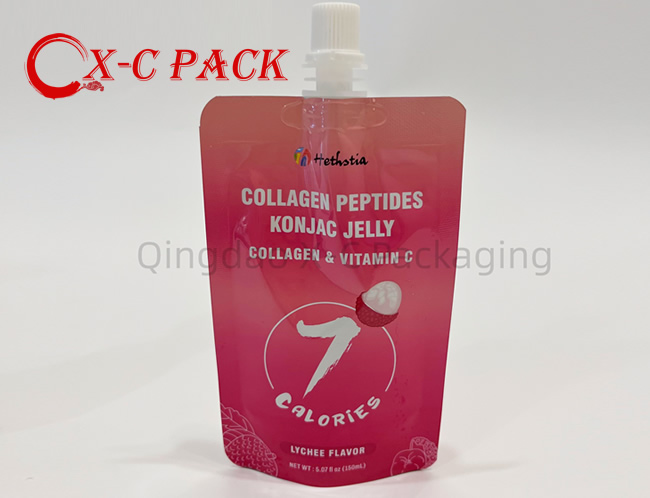 X-C PACK
Hethstia
COLLAGEN PEPTIDES
KONJAC JELLY
COLLAGEN & VITAMIN C
Qingdao X-C Packaging
7
CALORiES
LYCHEE FLAVOR
NET WT : 5.07 fl oz (150mL)